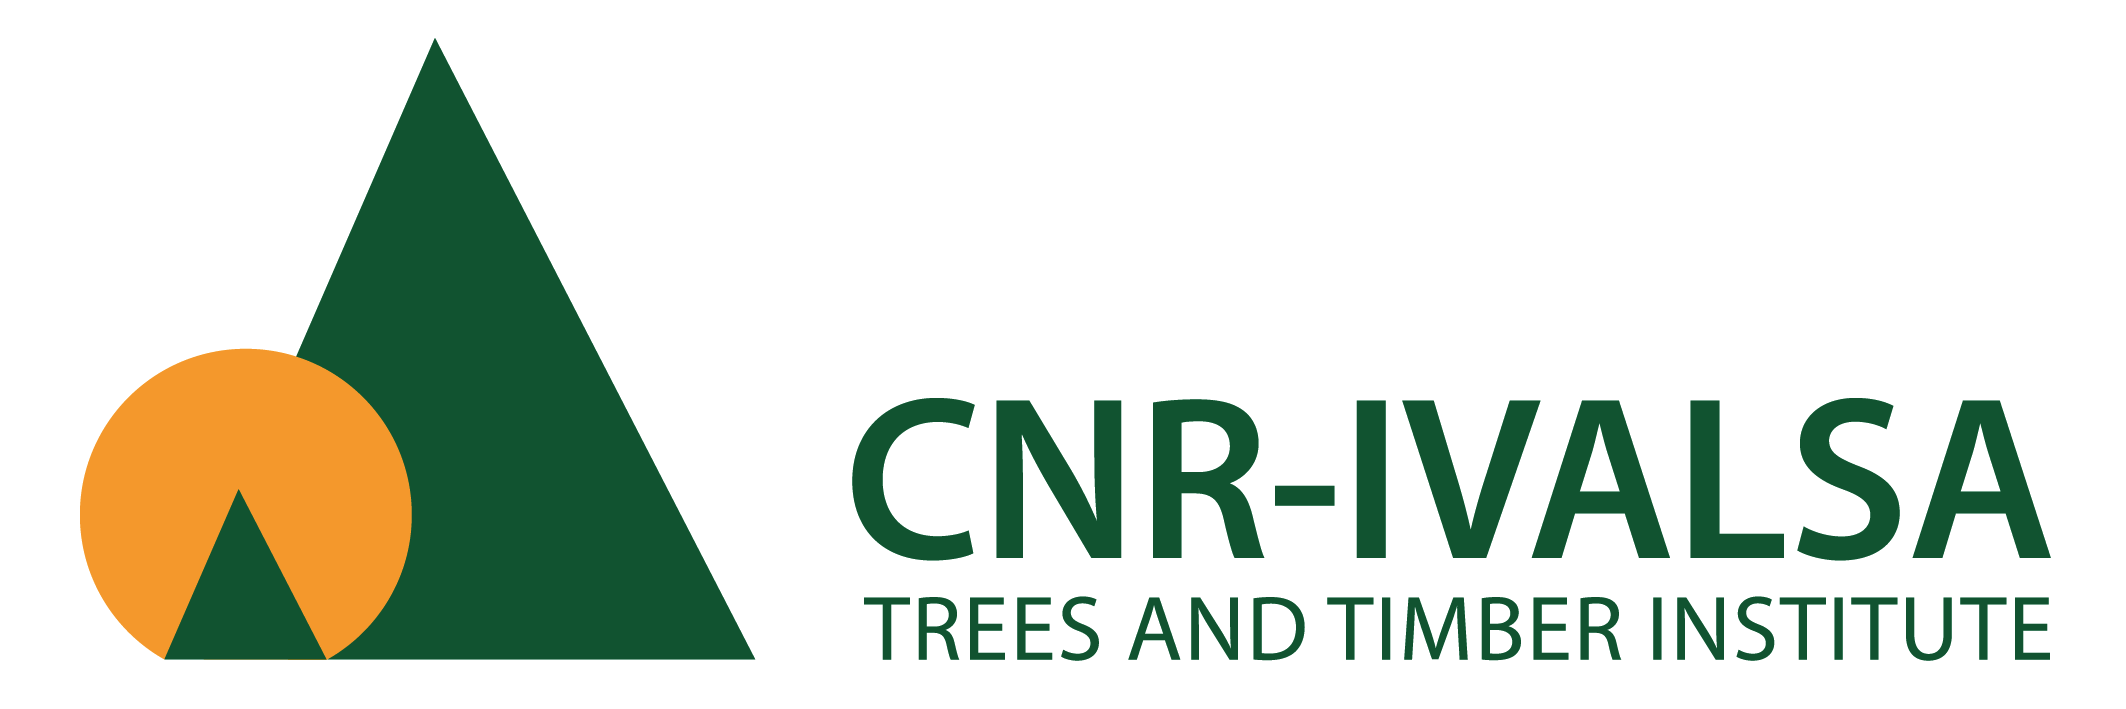 CNR-IVALSA
TREES AND TIMBER INSTITUTE